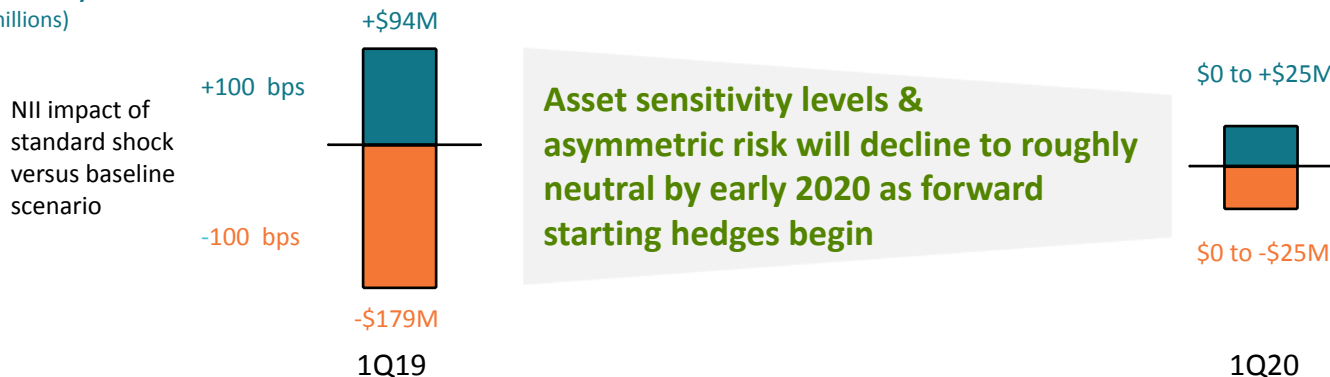 millions)
+$94M
+100 bps
NII impact of
standard shock
versus baseline
scenario
-100 bps
-$179M
1Q19
Asset sensitivity levels &
asymmetric risk will decline to roughly
neutral by early 2020 as forward
starting hedges begin
$0 to +$25M
$0 to -$25M
1Q20